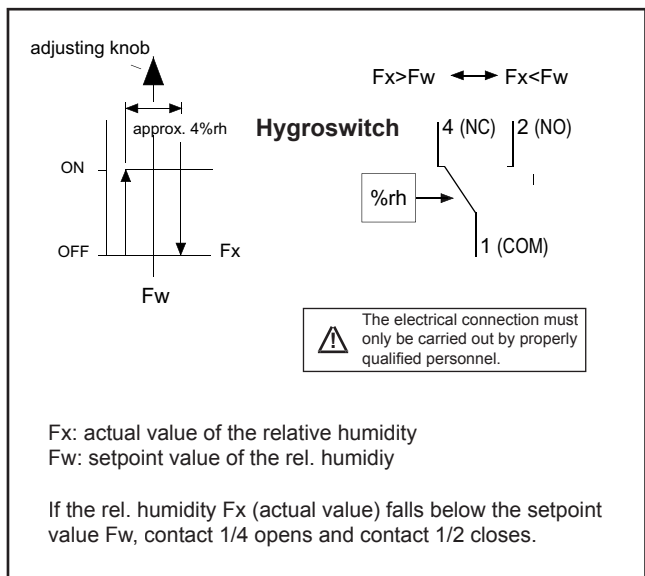 adjusting knob
Fx>Fw Fx<Fw
approx. 4%rh
Hygroswitch
4 (NC) 2 (NO)
ON
%rh
OFF
Fx
1 (COM)
Fw
The electrical connection must
only be carried out by properly
qualified personnel.
Fx: actual value of the relative humidity
Fw: setpoint value of the rel. humidiy
If the rel. humidity Fx (actual value) falls below the setpoint
value Fw, contact 1/4 opens and contact 1/2 closes.